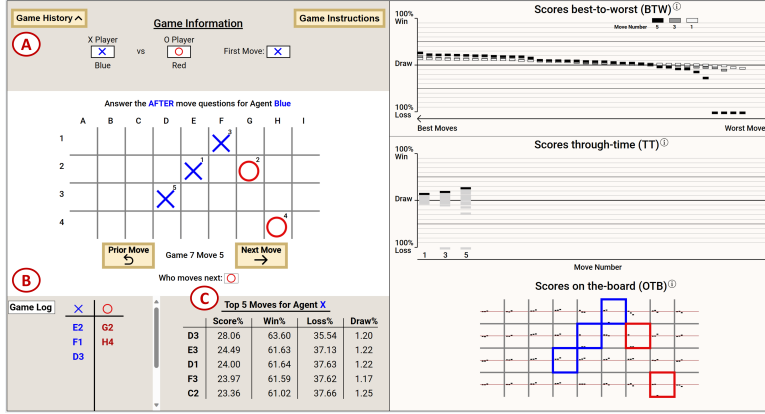 Game History
Game Information
Game Instructions
A
X Player
vs
O Player
First Move:
Blue
Red
Answer the AFTER move questions for Agent Blue
A B C D E F G H I
1
3
2
1
2
3
5
4
4
Prior Move
Game 7 Move 5
Next Move
Who moves next:
B
Game Log
E2 G2
F1 H4
D3
C
Top 5 Moves for Agent X
Score% Win% Loss% Draw%
D3 28.06 63.60 35.54 1.20
E3 24.49 61.63 37.13 1.22
D1 24.00 61.64 37.63 1.22
F3 23.97 61.59 37.62 1.17
C2 23.36 61.02 37.66 1.25
Scores best-to-worst (BTW)
100%
Win
Move Number 5 3 1
Draw
100%
Loss
Best Moves
Worst Move
Scores through-time (TT)
100%
Win
Draw
100%
Loss
1 3 5
Move Number
Scores on-the-board (OTB)